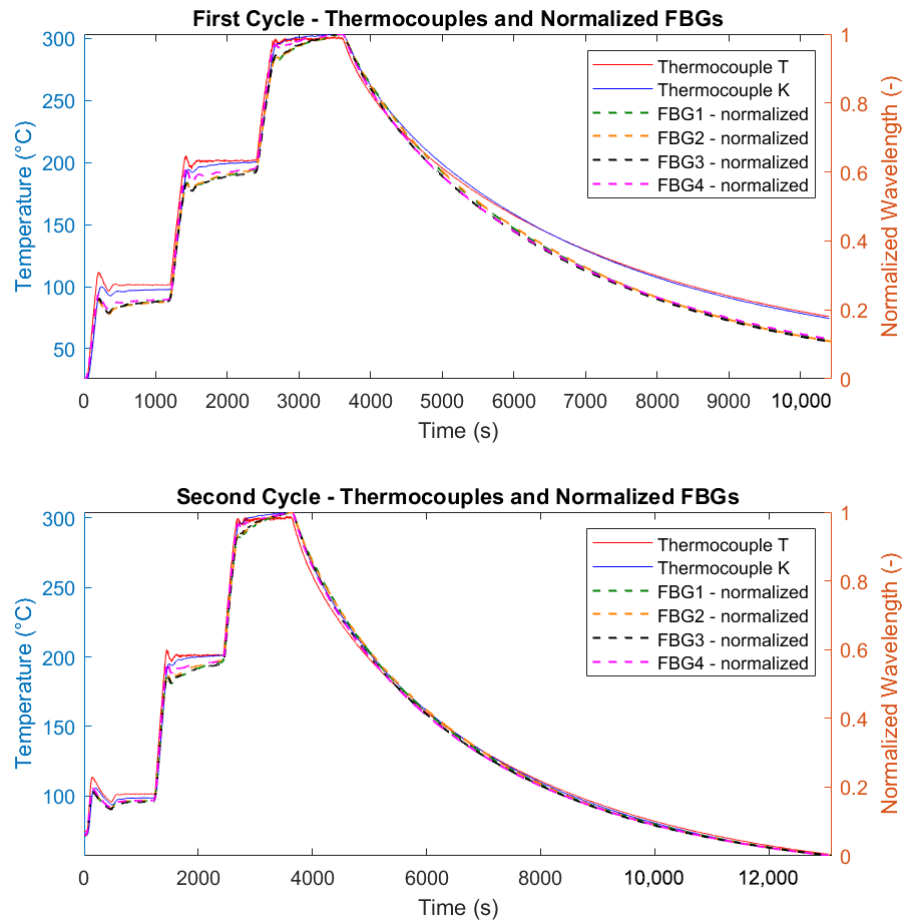 First Cycle - Thermocouples and Normalized FBGs
300
250
200
150
100
50
Temperature (°C)
1
0.8
0.6
0.4
0.2
0
Normalized Wavelength (-)
Thermocouple T
Thermocouple K
FBG1 - normalized
FBG2 - normalized
FBG3 - normalized
FBG4 - normalized
0 1000 2000 3000 4000 5000 6000 7000 8000 9000 10,000
Time (s)
Second Cycle - Thermocouples and Normalized FBGs
300
250
200
150
100
Temperature (°C)
1
0.8
0.6
0.4
0.2
0
Normalized Wavelength (-)
Thermocouple T
Thermocouple K
FBG1 - normalized
FBG2 - normalized
FBG3 - normalized
FBG4 - normalized
0 2000 4000 6000 8000 10,000 12,000
Time (s)